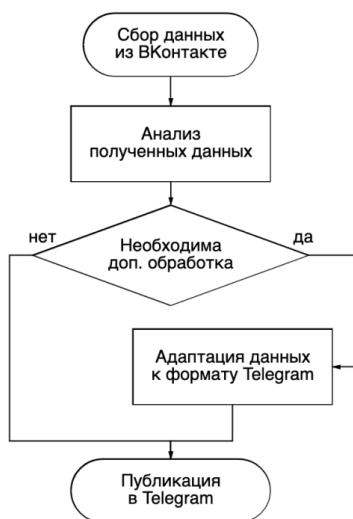 Сбор данных
из ВКонтакте
Анализ
полученных данных
нет
да
Необходима
доп. обработка
Адаптация данных
к формату Telegram
Публикация
в Telegram